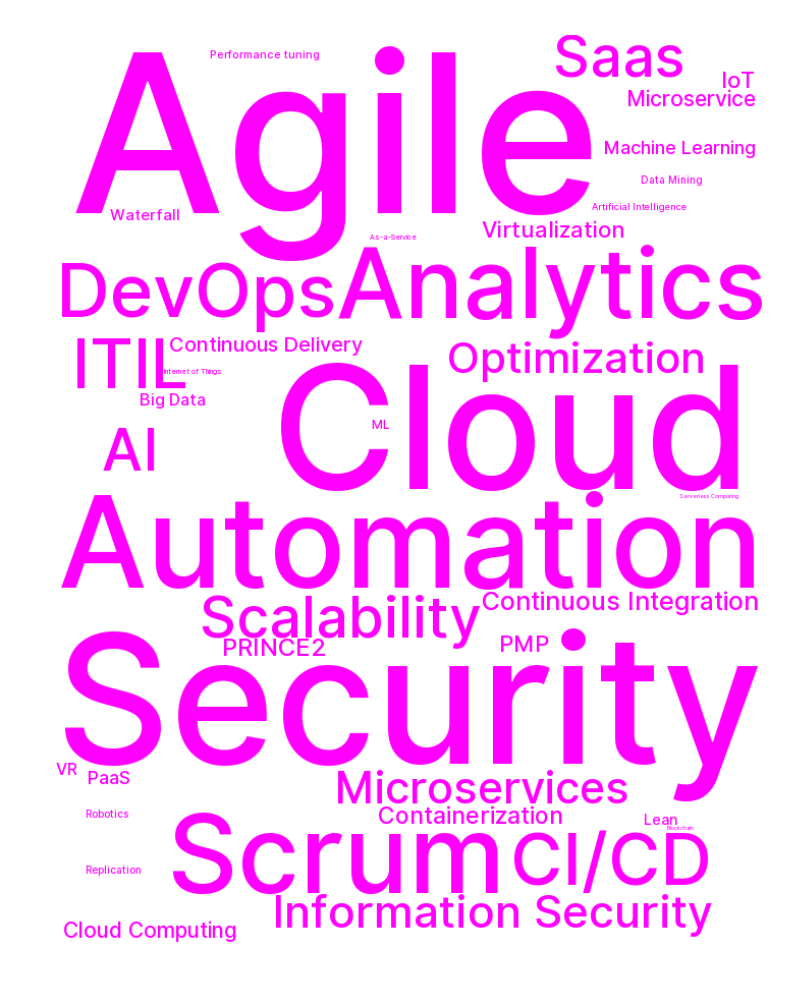 Agile
Performance tuning
Saas
IoT
Microservice
Machine Learning
Data Mining
Artificial Intelligence
Waterfall
Virtualization
As-a-Service
DevOps
Analytics
ITIL
Continuous Delivery
Optimization
Internet of Things
Big Data
Cloud
ML
AI
Serverless Computing
Automation
Scalability
Continuous Integration
PRINCE2
PMP
Security
VR
PaaS
Microservices
Robotics
Containerization
Lean
Blockchain
Scrum
CI/CD
Replication
Information Security
Cloud Computing